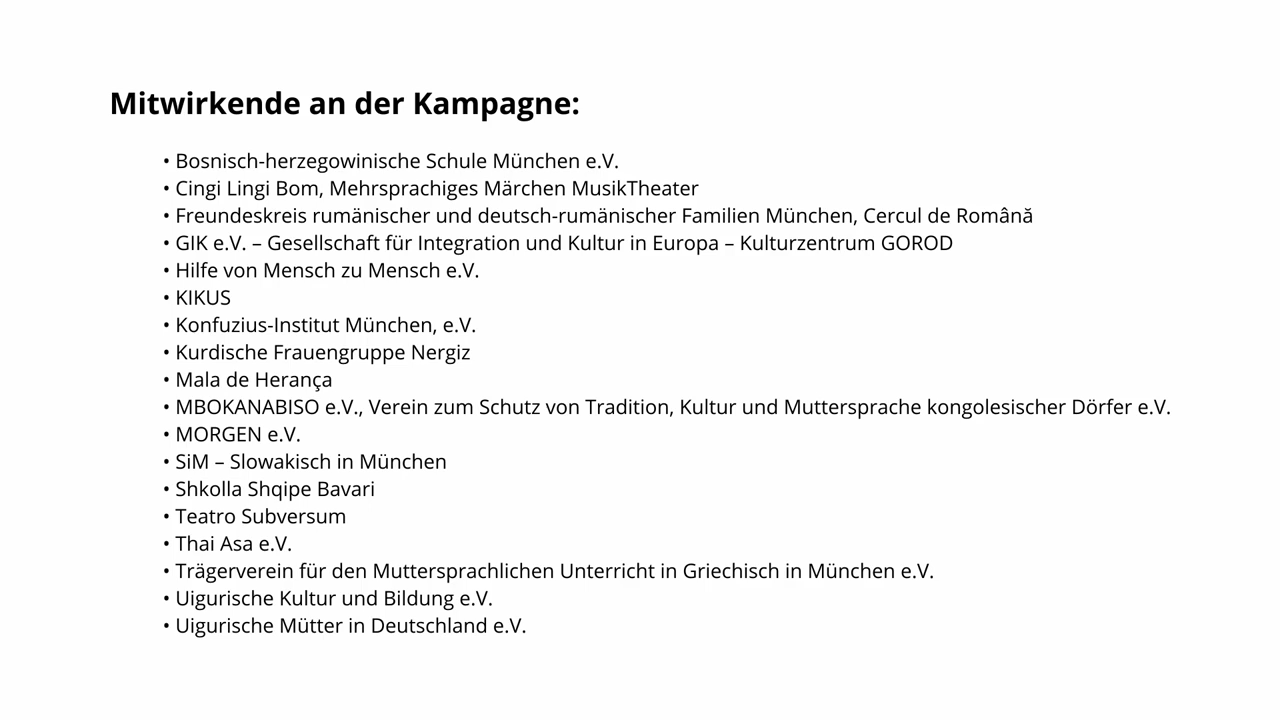 Mitwirkende an der Kampagne:
• Bosnisch-herzegowinische Schule München e.V.
• Cingi Lingi Bom, Mehrsprachiges Märchen MusikTheater
• Freundeskreis rumänischer und deutsch-rumänischer Familien München, Cercul de Română
• GIK e.V. – Gesellschaft für Integration und Kultur in Europa – Kulturzentrum GOROD
• Hilfe von Mensch zu Mensch e.V.
• KIKUS
• Konfuzius-Institut München, e.V.
• Kurdische Frauengruppe Nergiz
• Mala de Herança
• MBOKANABISO e.V., Verein zum Schutz von Tradition, Kultur und Muttersprache kongolesischer Dörfer e.V.
• MORGEN e.V.
• SiM – Slowakisch in München
• Shkolla Shqipe Bavari
• Teatro Subversum
• Thai Asa e.V.
• Trägerverein für den Muttersprachlichen Unterricht in Griechisch in München e.V.
• Uigurische Kultur und Bildung e.V.
• Uigurische Mütter in Deutschland e.V.